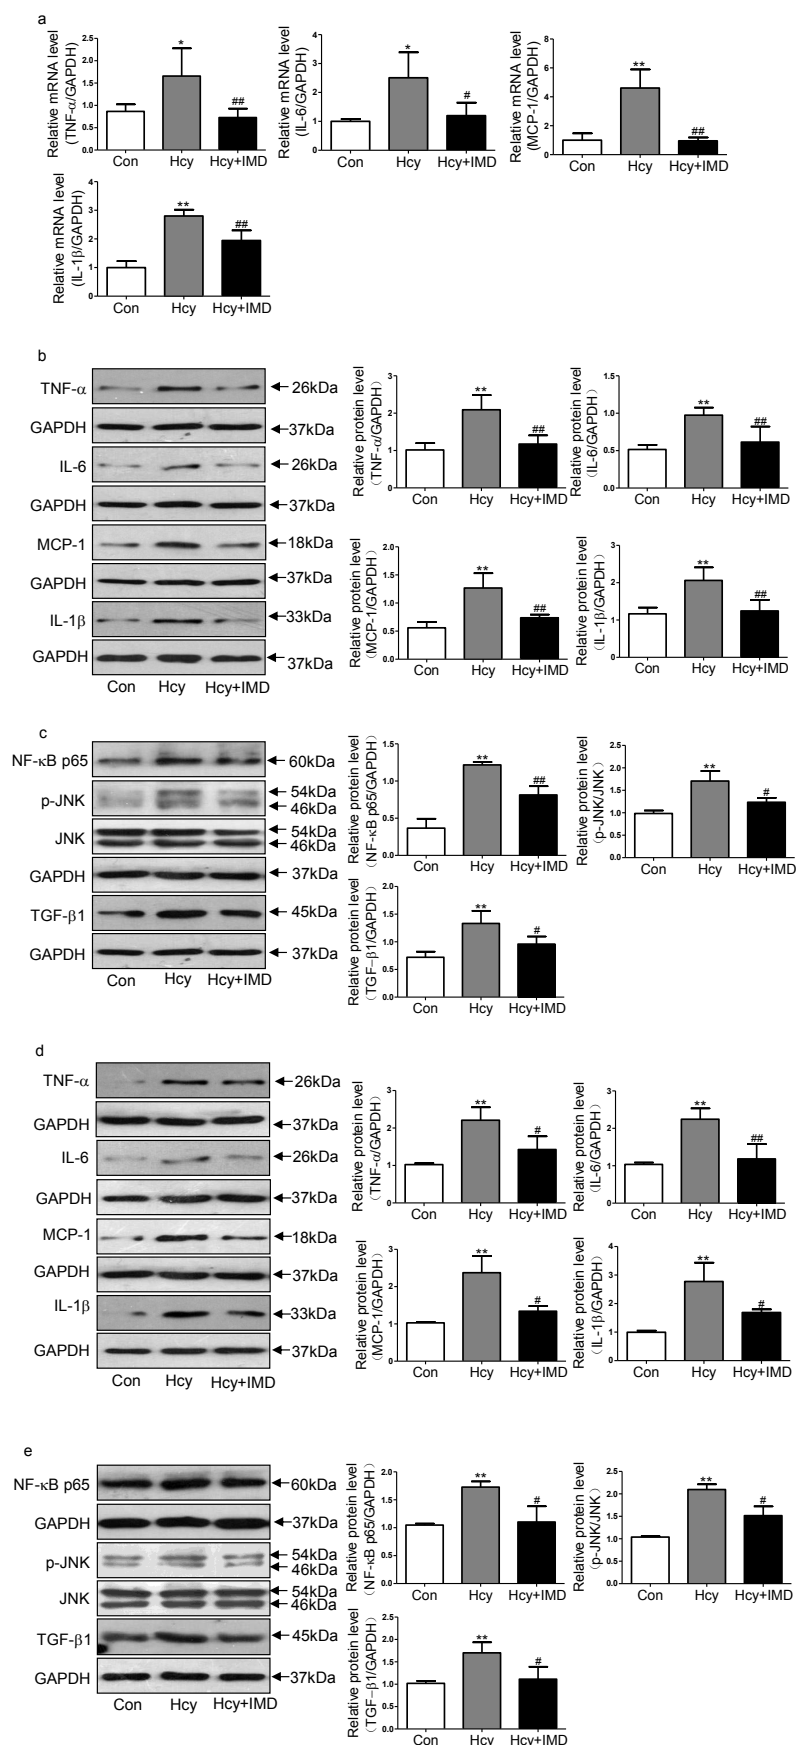 a
Relative mRNA level
(TNF-α/GAPDH)
2.5
2.0
1.5
1.0
0.5
0.0
*
##
Con Hcy Hcy+IMD
Relative mRNA level
(IL-6/GAPDH)
4
3
2
1
0
*
#
Con Hcy Hcy+IMD
Relative mRNA level
(MCP-1/GAPDH)
8
6
4
2
0
**
##
Con Hcy Hcy+IMD
Relative mRNA level
(IL-1β/GAPDH)
4
3
2
1
0
**
##
Con Hcy Hcy+IMD
b
TNF-α 26kDa
GAPDH 37kDa
IL-6 26kDa
GAPDH 37kDa
MCP-1 18kDa
GAPDH 37kDa
IL-1β 33kDa
GAPDH 37kDa
Con Hcy Hcy+IMD
Relative protein level
(TNF-α/GAPDH)
3
2
1
0
**
##
Con Hcy Hcy+IMD
Relative protein level
(IL-6/GAPDH)
1.5
1.0
0.5
0.0
**
##
Con Hcy Hcy+IMD
Relative protein level
(MCP-1/GAPDH)
2.0
1.5
1.0
0.5
0.0
**
##
Con Hcy Hcy+IMD
Relative protein level
(IL-1β/GAPDH)
3
2
1
0
**
##
Con Hcy Hcy+IMD
c
NF-κB p65 60kDa
p-JNK 54kDa
46kDa
JNK 54kDa
46kDa
GAPDH 37kDa
TGF-β1 45kDa
GAPDH 37kDa
Con Hcy Hcy+IMD
Relative protein level
(NF-κB p65/GAPDH)
1.5
1.0
0.5
0.0
**
##
Con Hcy Hcy+IMD
Relative protein level
(p-JNK/JNK)
2.5
2.0
1.5
1.0
0.5
0.0
**
#
Con Hcy Hcy+IMD
Relative protein level
(TGF-β1/GAPDH)
2.0
1.5
1.0
0.5
0.0
**
#
Con Hcy Hcy+IMD
d
TNF-α 26kDa
GAPDH 37kDa
IL-6 26kDa
GAPDH 37kDa
MCP-1 18kDa
GAPDH 37kDa
IL-1β 33kDa
GAPDH 37kDa
Con Hcy Hcy+IMD
Relative protein level
(TNF-α/GAPDH)
3
2
1
0
**
#
Con Hcy Hcy+IMD
Relative protein level
(IL-6/GAPDH)
3
2
1
0
**
##
Con Hcy Hcy+IMD
Relative protein level
(MCP-1/GAPDH)
3
2
1
0
**
#
Con Hcy Hcy+IMD
Relative protein level
(IL-1β/GAPDH)
4
3
2
1
0
**
#
Con Hcy Hcy+IMD
e
NF-κB p65 60kDa
GAPDH 37kDa
p-JNK 54kDa
46kDa
JNK 54kDa
46kDa
TGF-β1 45kDa
GAPDH 37kDa
Con Hcy Hcy+IMD
Relative protein level
(NF-κB p65/GAPDH)
2.0
1.5
1.0
0.5
0.0
**
#
Con Hcy Hcy+IMD
Relative protein level
(p-JNK/JNK)
2.5
2.0
1.5
1.0
0.5
0.0
**
#
Con Hcy Hcy+IMD
Relative protein level
(TGF-β1/GAPDH)
2.5
2.0
1.5
1.0
0.5
0.0
**
#
Con Hcy Hcy+IMD